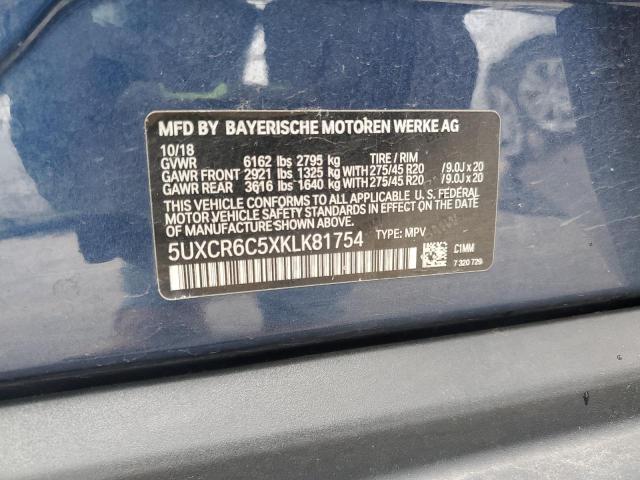 MFD BY BAYERISCHE MOTOREN WERKE AG
10/18
GVWR 6162 lbs 2795 kg TIRE / RIM
GAWR FRONT 2921 lbs 1325 kg WITH 275/45 R20 /9.0J x 20
GAWR REAR 3616 lbs 1640 kg WITH 275/45 R20 /9.0J x 20
THIS VEHICLE CONFORMS TO ALL APPLICABLE U. S. FEDERAL
MOTOR VEHICLE SAFETY STANDARDS IN EFFECT ON THE DATE
OF MANUFACTURE SHOWN ABOVE.
5UXCR6C5XKLK81754 TYPE: MPV
C1MM
7 320 729